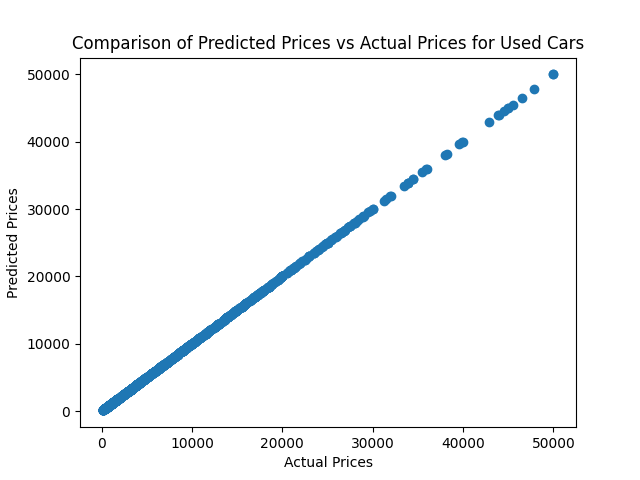 Comparison of Predicted Prices vs Actual Prices for Used Cars
50000
40000
30000
20000
10000
0
Predicted Prices
0 10000 20000 30000 40000 50000
Actual Prices